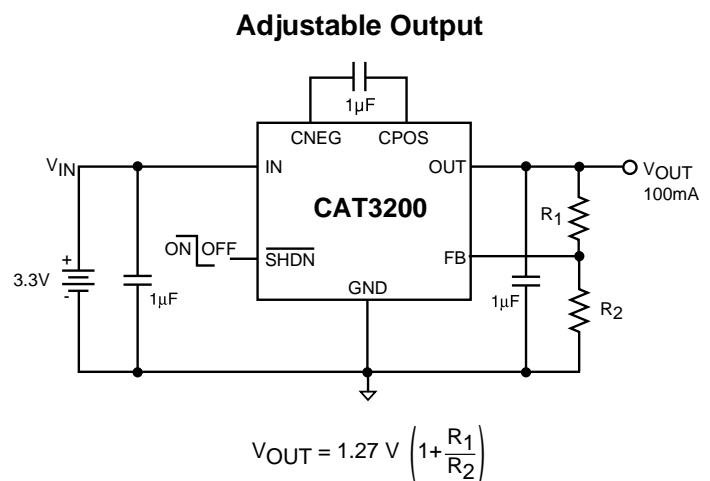 Adjustable Output
1µF
CNEG CPOS
VIN IN OUT VOUT
100mA
CAT3200
R1
ON OFF SHDN FB
3.3V + - 1µF GND 1µF R2
VOUT = 1.27 V (1+R1/R2)